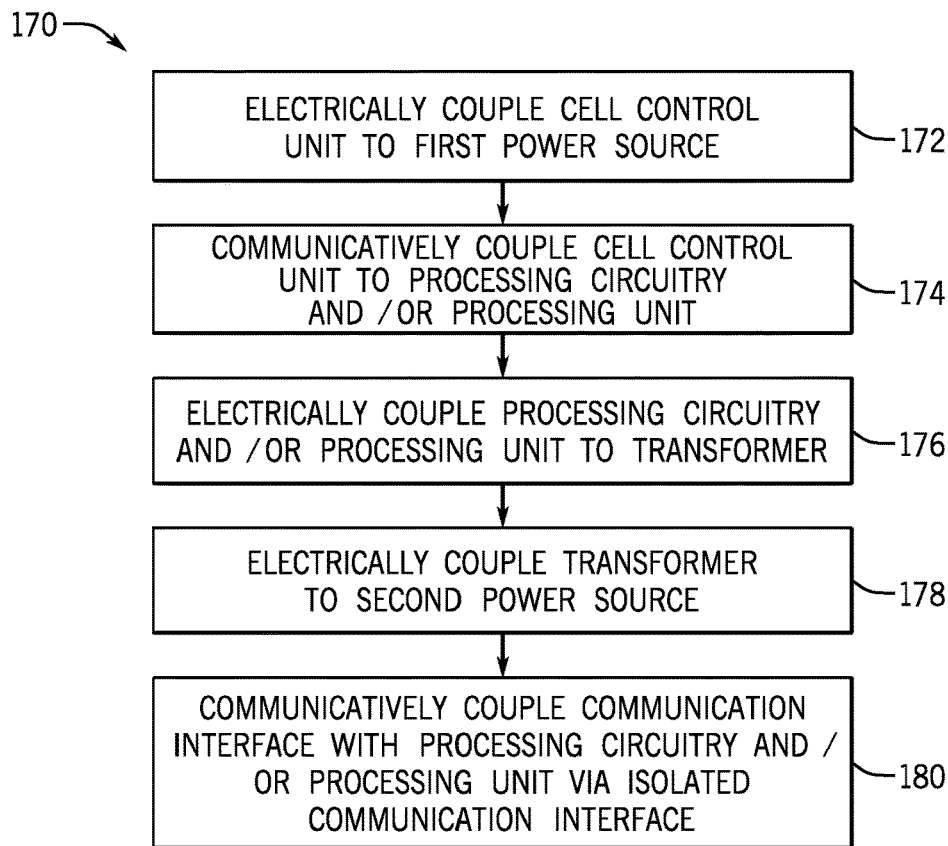 170
ELECTRICALLY COUPLE CELL CONTROL
UNIT TO FIRST POWER SOURCE
172
COMMUNICATIVELY COUPLE CELL CONTROL
UNIT TO PROCESSING CIRCUITRY
AND /OR PROCESSING UNIT
174
ELECTRICALLY COUPLE PROCESSING CIRCUITRY
AND /OR PROCESSING UNIT TO TRANSFORMER
176
ELECTRICALLY COUPLE TRANSFORMER
TO SECOND POWER SOURCE
178
COMMUNICATIVELY COUPLE COMMUNICATION
INTERFACE WITH PROCESSING CIRCUITRY AND /
OR PROCESSING UNIT VIA ISOLATED
COMMUNICATION INTERFACE
180